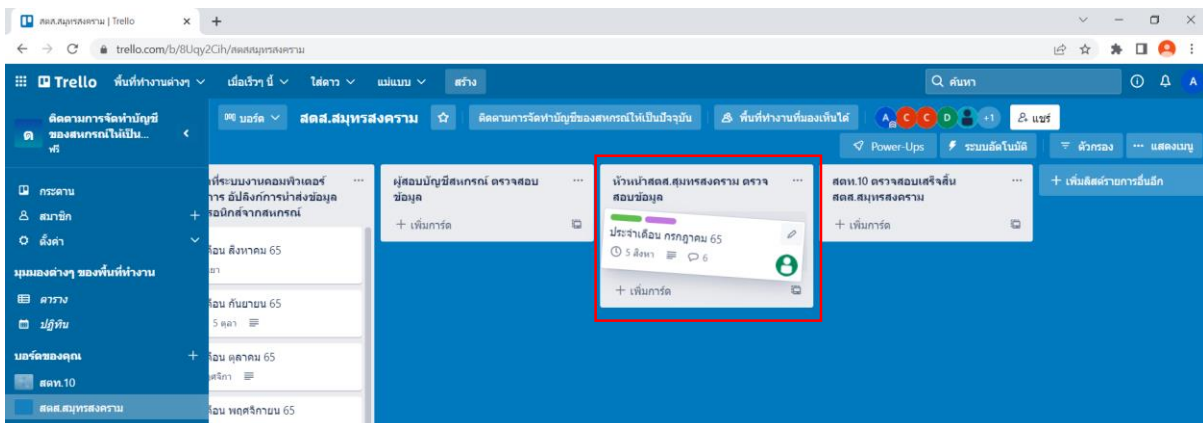 สตส.สมุทรสงคราม | Trello
trello.com/b/8Uqy2Cih/สตสสมุทรสงคราม
Trello พื้นที่ทำงานต่างๆ เมื่อเร็วๆ นี้ ใส่ดาว แม่แบบ สร้าง ค้นหา A
ต ติดตามการจัดทำบัญชีของสหกรณ์ให้เป็น...
ฟรี
บอร์ด สตส.สมุทรสงคราม ติดตามการจัดทำบัญชีของสหกรณ์ให้เป็นปัจจุบัน พื้นที่ทำงานที่มองเห็นได้ A C C D +1 แชร์
Power-Ups ระบบอัตโนมัติ ตัวกรอง แสดงเมนู
กระดาน
สมาชิก
ตั้งค่า
มุมมองต่างๆ ของพื้นที่ทำงาน
ตาราง
ปฏิทิน
บอร์ดของคุณ
สตท.10
สตส.สมุทรสงคราม
ที่ระบบงานคอมพิวเตอร์
การ อัปลิงก์การนำส่งข้อมูล
รอนิกส์จากสหกรณ์
สิงหาคม 65
กันยายน 65
5 ตุลา
ตุลาคม 65
พฤศจิกายน 65
ผู้สอบบัญชีสหกรณ์ ตรวจสอบ
ข้อมูล
เพิ่มการ์ด
หัวหน้าสตส.สมุทรสงคราม ตรวจ
สอบข้อมูล
ประจำเดือน กรกฎาคม 65
5 สิงหา 6
เพิ่มการ์ด
สตท.10 ตรวจสอบเสร็จสิ้น
สตส.สมุทรสงคราม
เพิ่มการ์ด
เพิ่มลิสต์รายการอื่นอีก